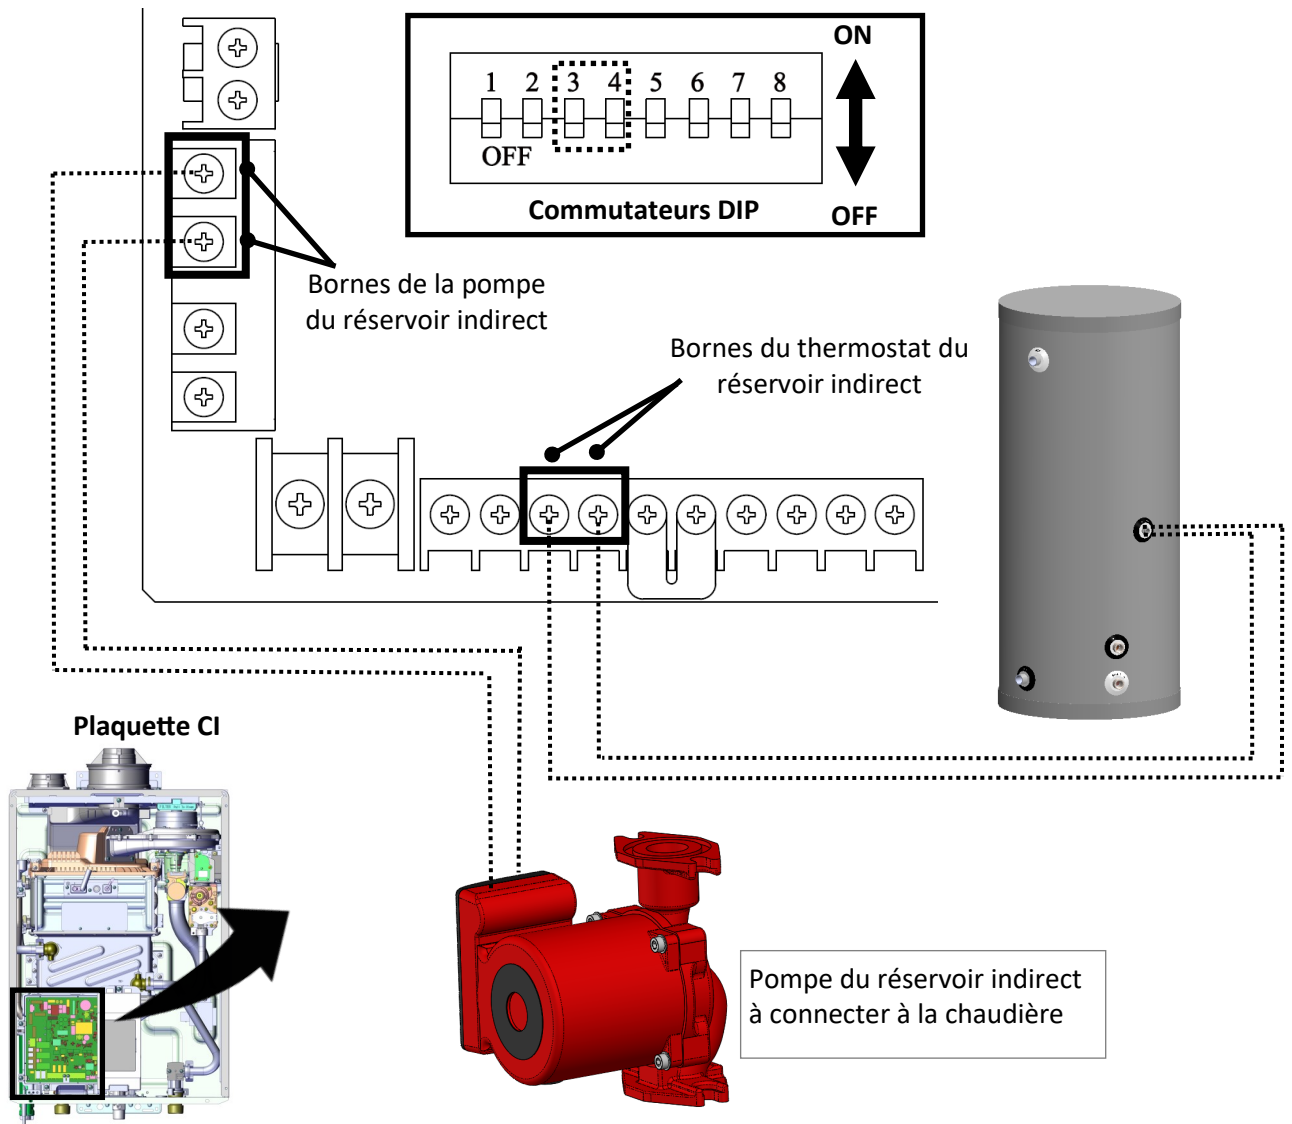 ON
1 2 3 4 5 6 7 8
OFF
Commutateurs DIP
OFF
Bornes de la pompe
du réservoir indirect
Bornes du thermostat du
réservoir indirect
Plaquette CI
Pompe du réservoir indirect
à connecter à la chaudière